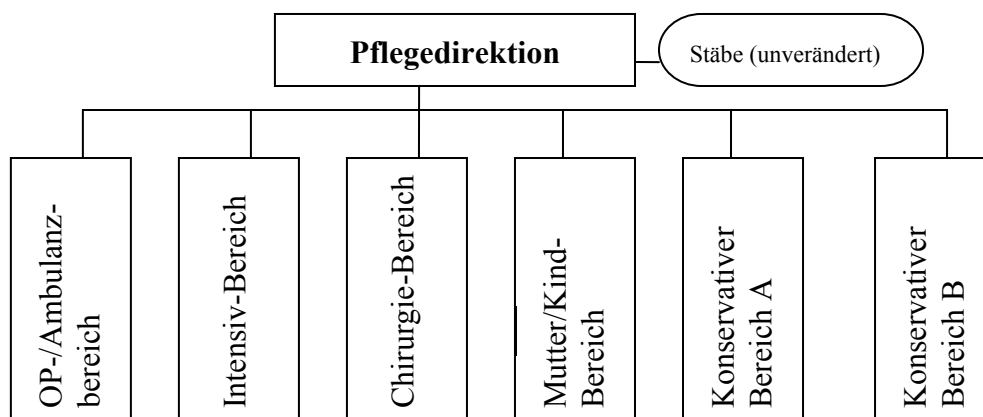 Pflegedirektion
Stäbe (unverändert)
OP-/Ambulanz-
bereich
Intensiv-Bereich
Chirurgie-Bereich
Mutter/Kind-
Bereich
Konservativer
Bereich A
Konservativer
Bereich B